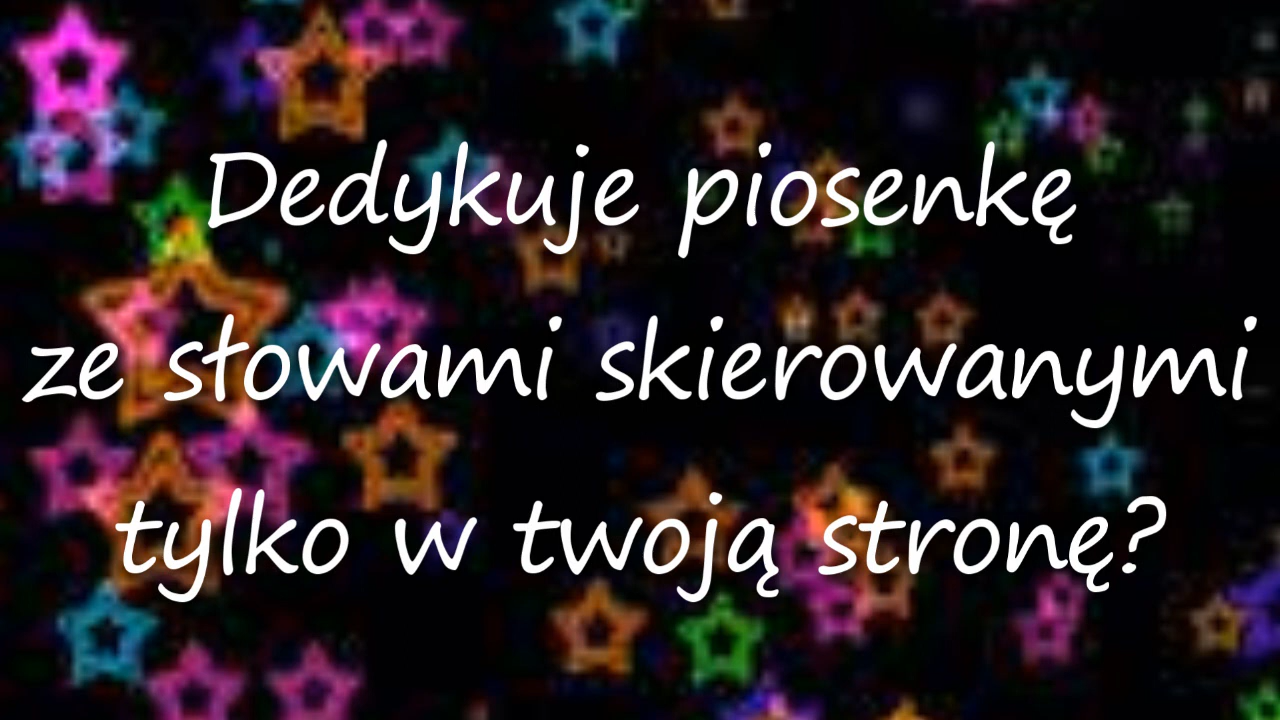 Dedykuje piosenkę
ze słowami skierowanymi
tylko w twoją stronę?